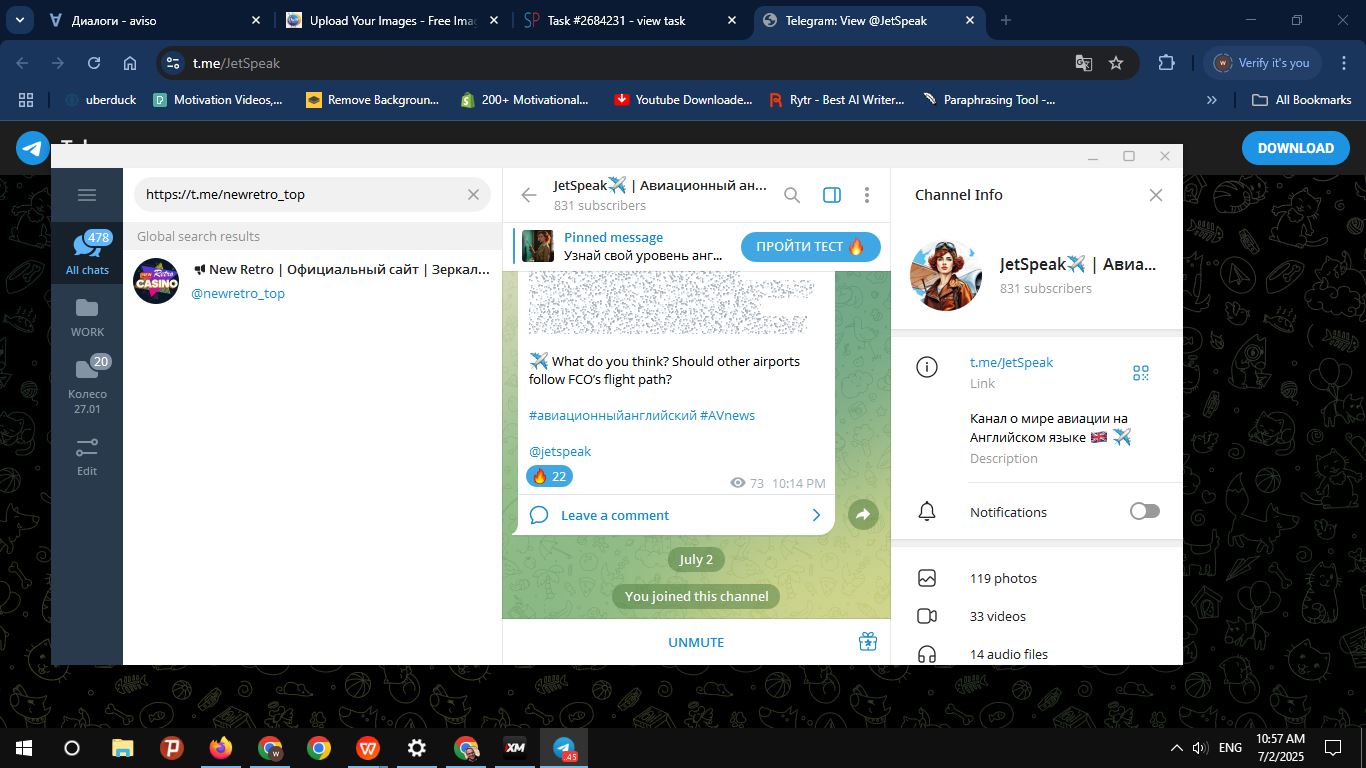 Диалоги - aviso
Upload Your Images - Free Imag
Task #2684231 - view task
Telegram: View @JetSpeak
t.me/JetSpeak
Verify it's you
uberduck
Motivation Videos,...
Remove Backgroun...
200+ Motivational...
Youtube Downloade...
Rytr - Best AI Writer...
Paraphrasing Tool -...
All Bookmarks
DOWNLOAD
https://t.me/newretro_top
Global search results
New Retro | Официальный сайт | Зеркал...
@newretro_top
NEW RETRO
CASINO
478
All chats
WORK
20
Колесо
27.01
Edit
JetSpeak✈️ | Авиационный ан...
831 subscribers
Pinned message
Узнай свой уровень анг...
ПРОЙТИ ТЕСТ 🔥
✈️ What do you think? Should other airports
follow FCO’s flight path?
#авиационныйанглийский #AVnews
@jetspeak
🔥 22
73 10:14 PM
Leave a comment
July 2
You joined this channel
UNMUTE
Channel Info
JetSpeak✈️ | Авиа...
831 subscribers
t.me/JetSpeak
Link
Канал о мире авиации на
Английском языке 🇬🇧 ✈️
Description
Notifications
119 photos
33 videos
14 audio files
XM
.45
ENG
10:57 AM
7/2/2025